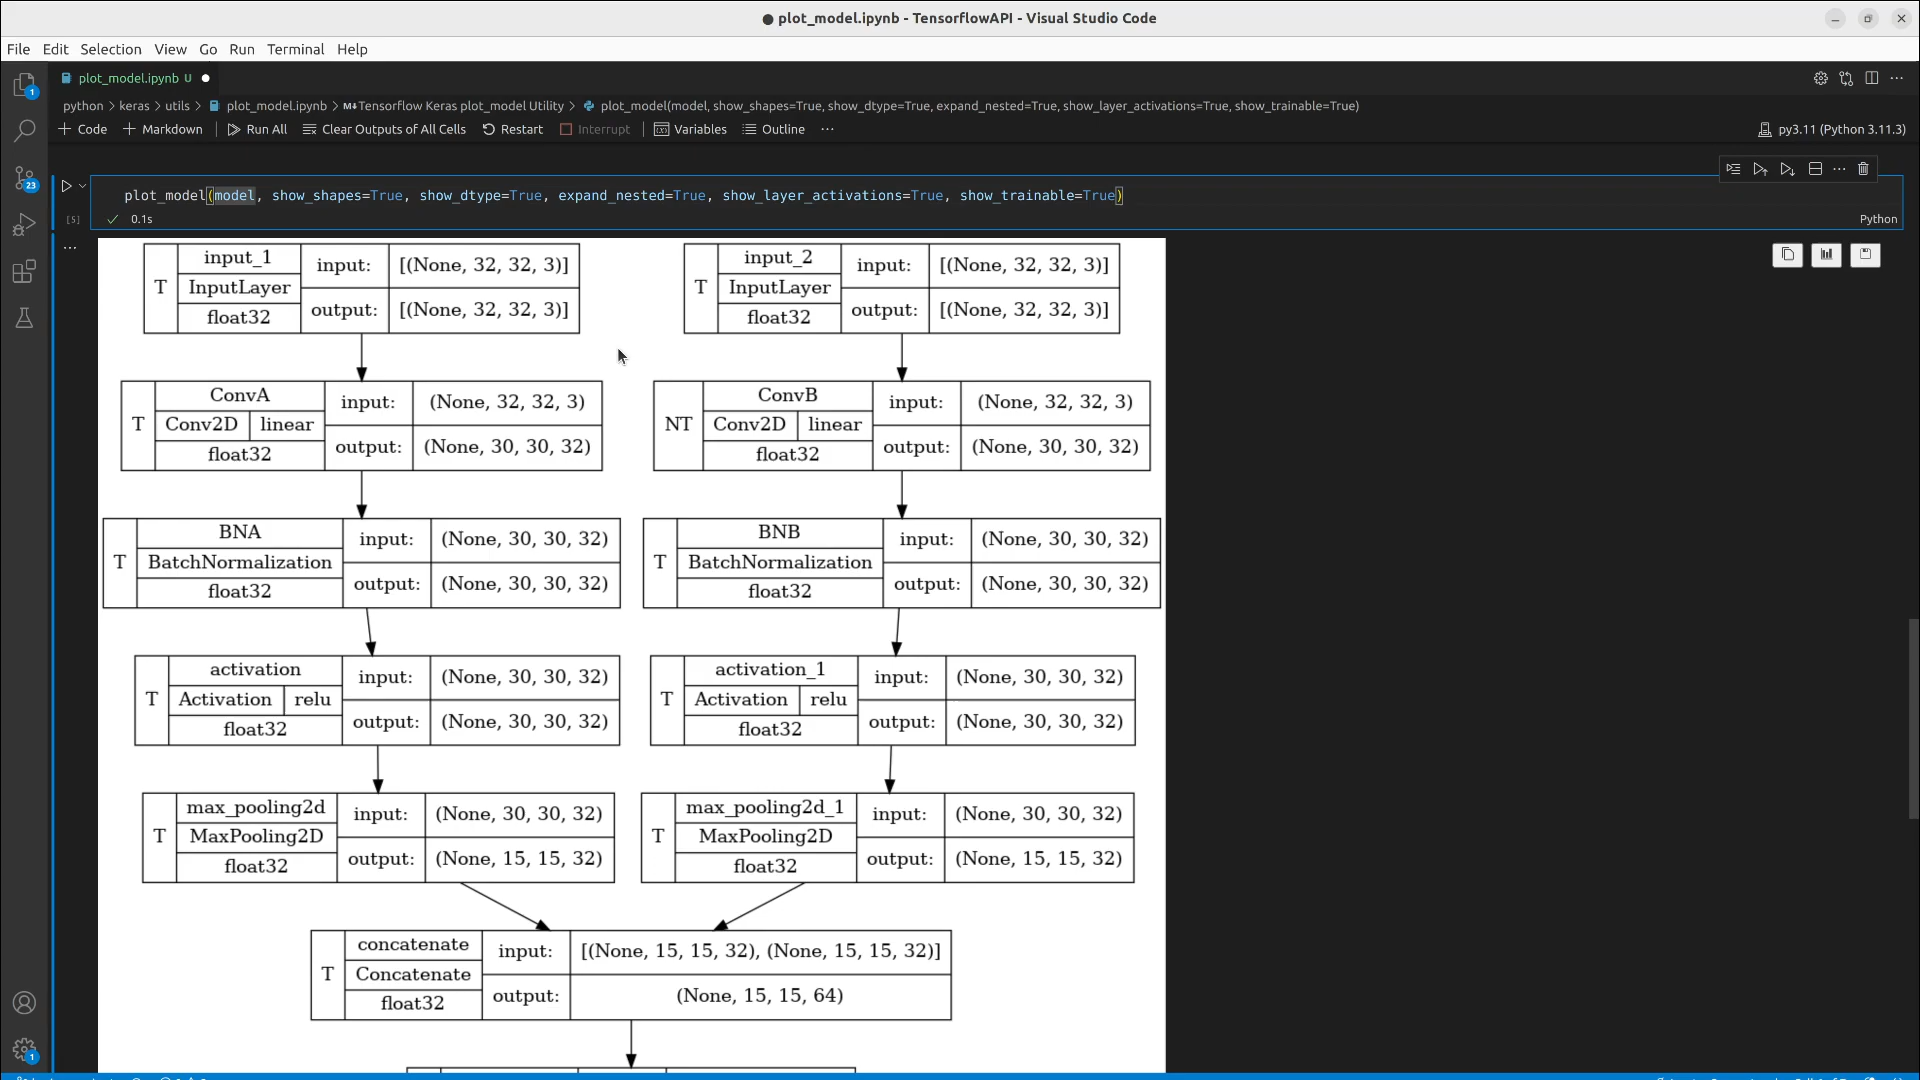 ● plot_model.ipynb - TensorflowAPI - Visual Studio Code
File Edit Selection View Go Run Terminal Help
plot_model.ipynb U ●
python > keras > utils > plot_model.ipynb > M↓Tensorflow Keras plot_model Utility > plot_model(model, show_shapes=True, show_dtype=True, expand_nested=True, show_layer_activations=True, show_trainable=True)
+ Code + Markdown Run All Clear Outputs of All Cells Restart Interrupt Variables Outline ··· py3.11 (Python 3.11.3)
plot_model(model, show_shapes=True, show_dtype=True, expand_nested=True, show_layer_activations=True, show_trainable=True)
[5] ✓ 0.1s Python
1
23
1
T input_1 InputLayer float32 input: [(None, 32, 32, 3)] output: [(None, 32, 32, 3)]
T input_2 InputLayer float32 input: [(None, 32, 32, 3)] output: [(None, 32, 32, 3)]
T ConvA Conv2D linear float32 input: (None, 32, 32, 3) output: (None, 30, 30, 32)
NT ConvB Conv2D linear float32 input: (None, 32, 32, 3) output: (None, 30, 30, 32)
T BNA BatchNormalization float32 input: (None, 30, 30, 32) output: (None, 30, 30, 32)
T BNB BatchNormalization float32 input: (None, 30, 30, 32) output: (None, 30, 30, 32)
T activation Activation relu float32 input: (None, 30, 30, 32) output: (None, 30, 30, 32)
T activation_1 Activation relu float32 input: (None, 30, 30, 32) output: (None, 30, 30, 32)
T max_pooling2d MaxPooling2D float32 input: (None, 30, 30, 32) output: (None, 15, 15, 32)
T max_pooling2d_1 MaxPooling2D float32 input: (None, 30, 30, 32) output: (None, 15, 15, 32)
T concatenate Concatenate float32 input: [(None, 15, 15, 32), (None, 15, 15, 32)] output: (None, 15, 15, 64)